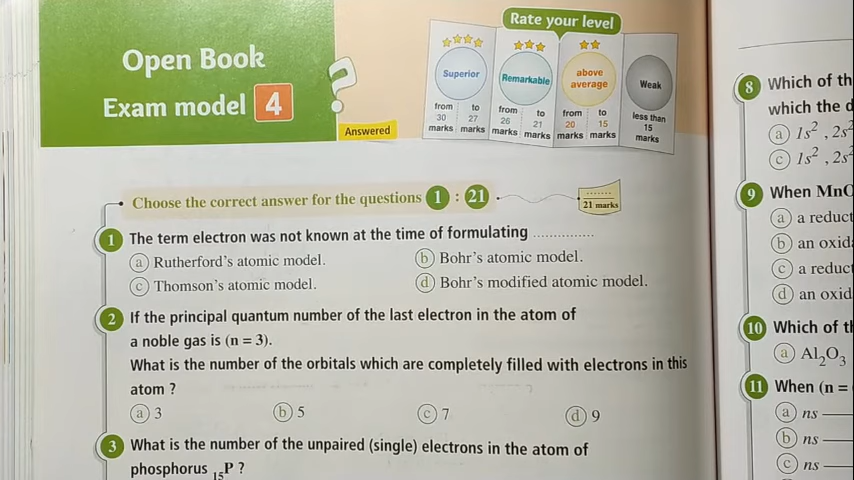 Open Book
Exam model 4
?
Answered
Rate your level
Superior
from 30 marks to 27 marks
Remarkable
from 26 marks to 21 marks
above average
from 20 marks to 15 marks
Weak
less than 15 marks
Choose the correct answer for the questions 1 : 21
........
21 marks
1 The term electron was not known at the time of formulating ..............
a Rutherford's atomic model. b Bohr's atomic model.
c Thomson's atomic model. d Bohr's modified atomic model.
2 If the principal quantum number of the last electron in the atom of
a noble gas is (n = 3).
What is the number of the orbitals which are completely filled with electrons in this
atom ?
a 3 b 5 c 7 d 9
3 What is the number of the unpaired (single) electrons in the atom of
phosphorus ₁₅P ?
8 Which of th
which the d
a 1s², 2s²
c 1s², 2s²
9 When MnO
a a reduct
b an oxid
c a reduct
d an oxid
10 Which of th
a Al₂O₃
11 When (n =
a ns
b ns
c ns